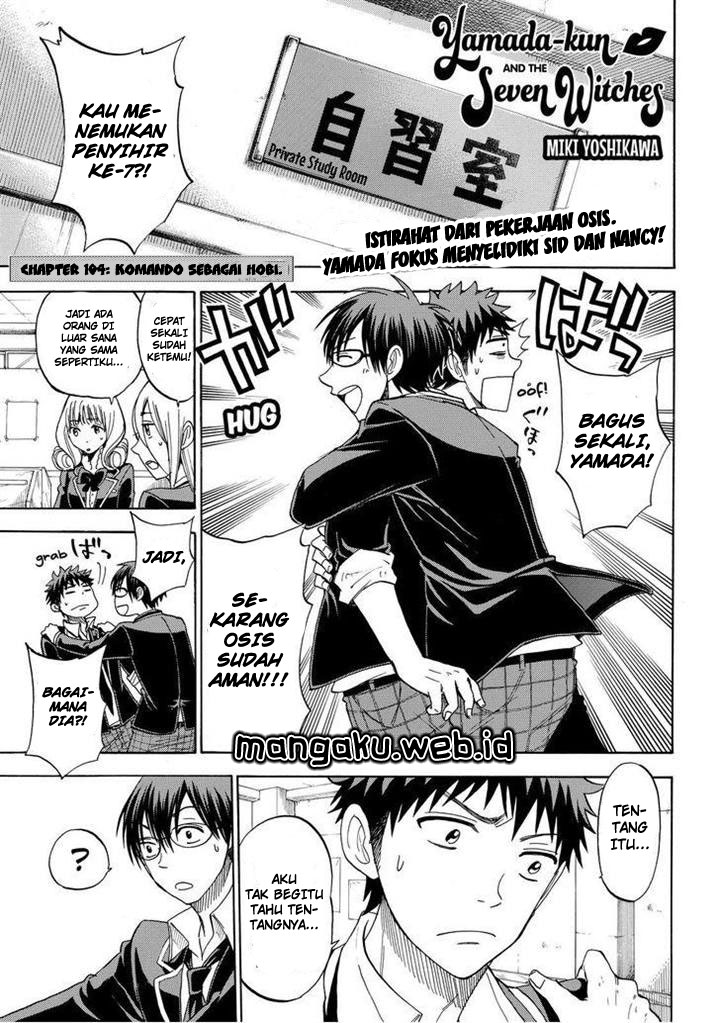 Yamada-kun
AND THE
Seven Witches
MIKI YOSHIKAWA
KAU ME-
NEMUKAN
PENYIHIR
KE-7?!
自習室
Private Study Room
ISTIRAHAT DARI PEKERJAAN OSIS.
YAMADA FOKUS MENYELIDIKI SID DAN NANCY!
CHAPTER 104: KOMANDO SEBAGAI HOBI.
ばっ
BAGUS
SEKALI,
YAMADA!
oof!
ぐほっ
ガバッ
HUG
SE-
KARANG
OSIS
SUDAH
AMAN!!!
CEPAT
SEKALI
SUDAH
KETEMU!
JADI ADA
ORANG DI
LUAR SANA
YANG SAMA
SEPERTIKU...
JADI,
grab
ばっ
BAGAI-
MANA
DIA?!
mangaku.web.id
TEN-
TANG
ITU...
AKU
TAK BEGITU
TAHU TEN-
TANGNYA...
?